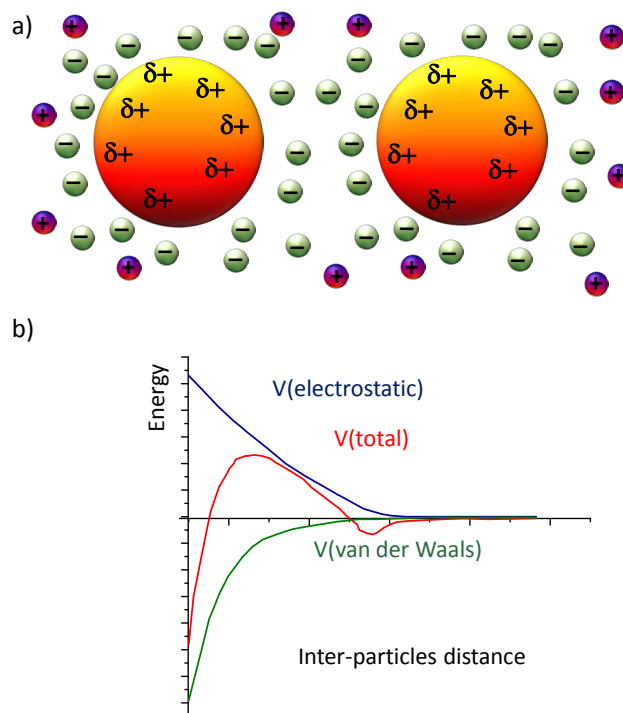 a)
δ+ δ+
δ+ δ+
δ+ δ+
δ+ δ+
δ+ δ+
δ+ δ+
δ+ δ+
b)
Energy
V(electrostatic)
V(total)
V(van der Waals)
Inter-particles distance